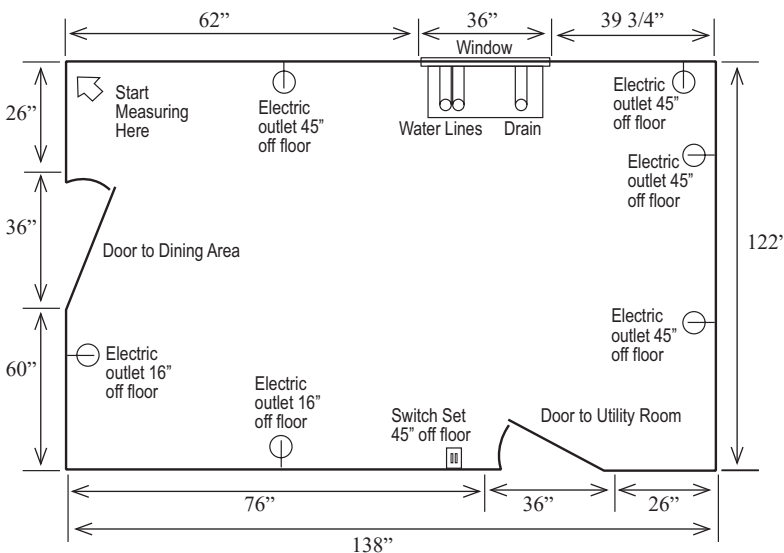 62”
36”
39 3/4”
Window
26”
Start
Measuring
Here
Electric
outlet 45”
off floor
Water Lines
Drain
Electric
outlet 45”
off floor
Electric
outlet 45”
off floor
36”
Door to Dining Area
122”
60”
Electric
outlet 16”
off floor
Electric
outlet 16”
off floor
Switch Set
45” off floor
Door to Utility Room
Electric
outlet 45”
off floor
76”
36”
26”
138”